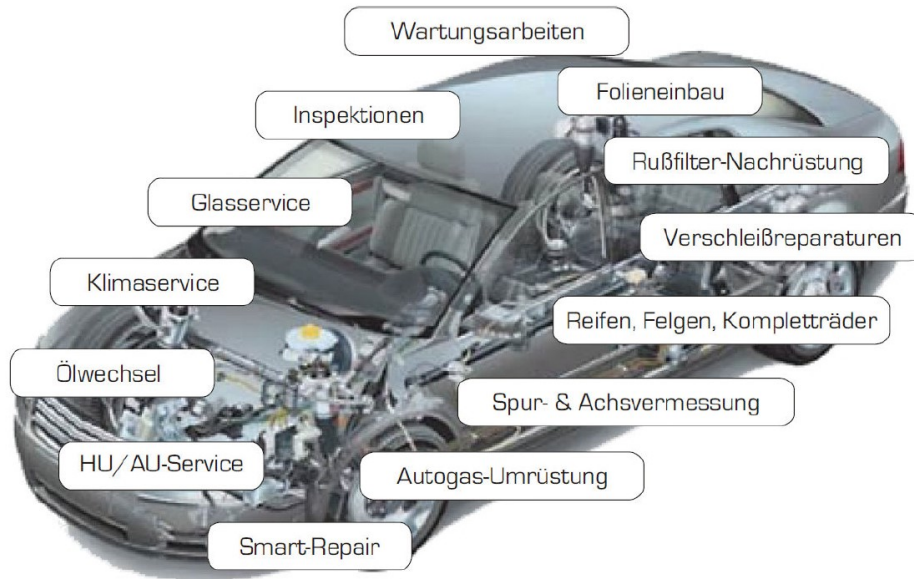 Wartungsarbeiten
Folieneinbau
Inspektionen
Rußfilter-Nachrüstung
Glasservice
Verschleißreparaturen
Klimaservice
Reifen, Felgen, Kompletträder
Ölwechsel
Spur- & Achsvermessung
HU/AU-Service
Autogas-Umrüstung
Smart-Repair